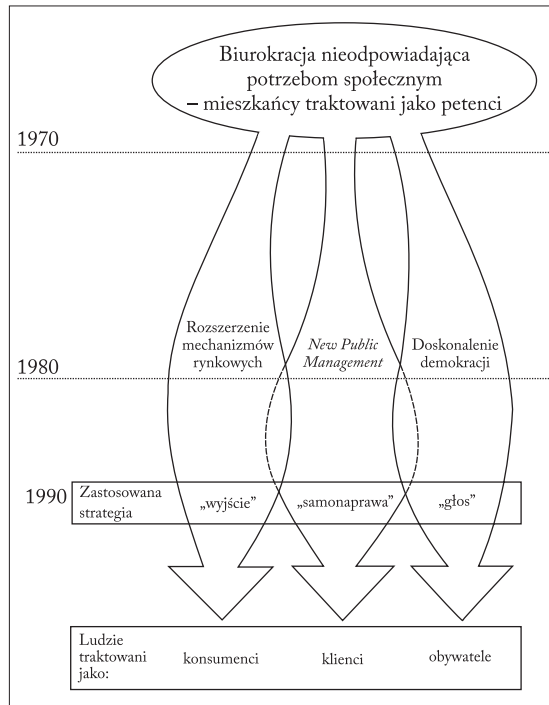 Biurokracja nieodpowiadająca
potrzebom społecznym
– mieszkańcy traktowani jako petenci
1970
Rozszerzenie
mechanizmów
rynkowych
New Public
Management
Doskonalenie
demokracji
1980
1990
Zastosowana
strategia
„wyjście”
„samonaprawa”
„głos”
Ludzie
traktowani
jako:
konsumenci
klienci
obywatele